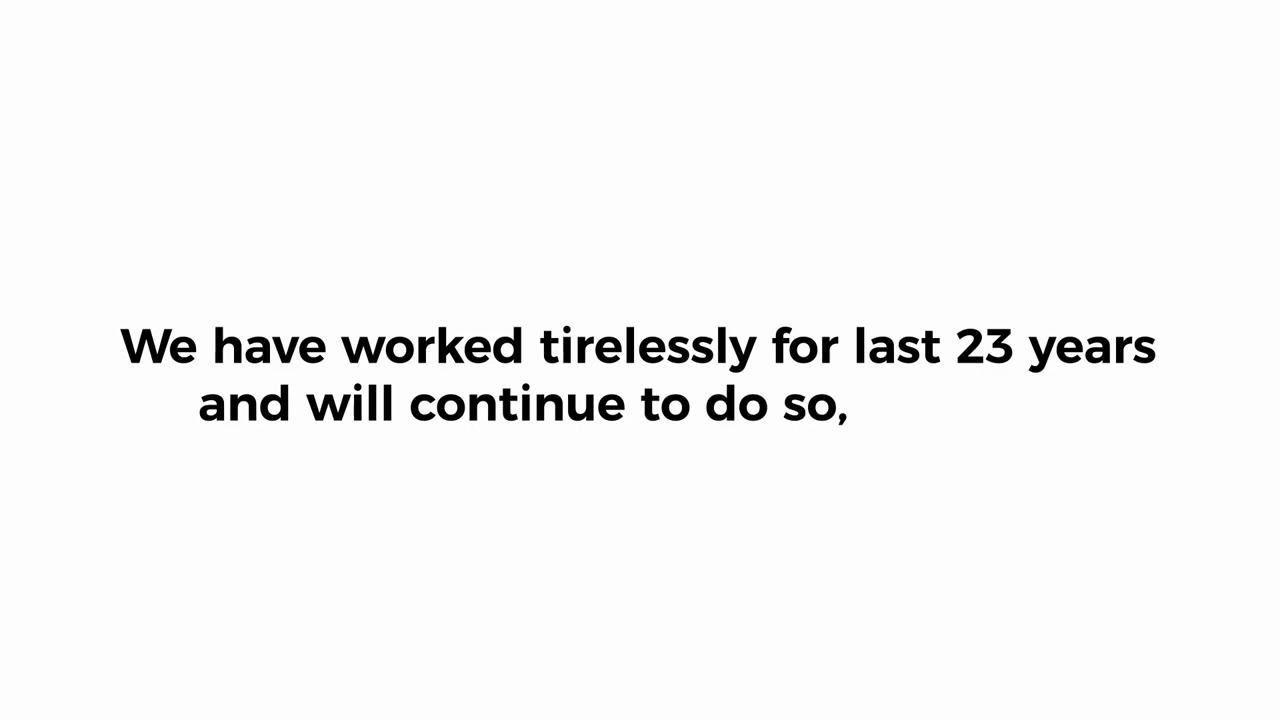 We have worked tirelessly for last 23 years
and will continue to do so,